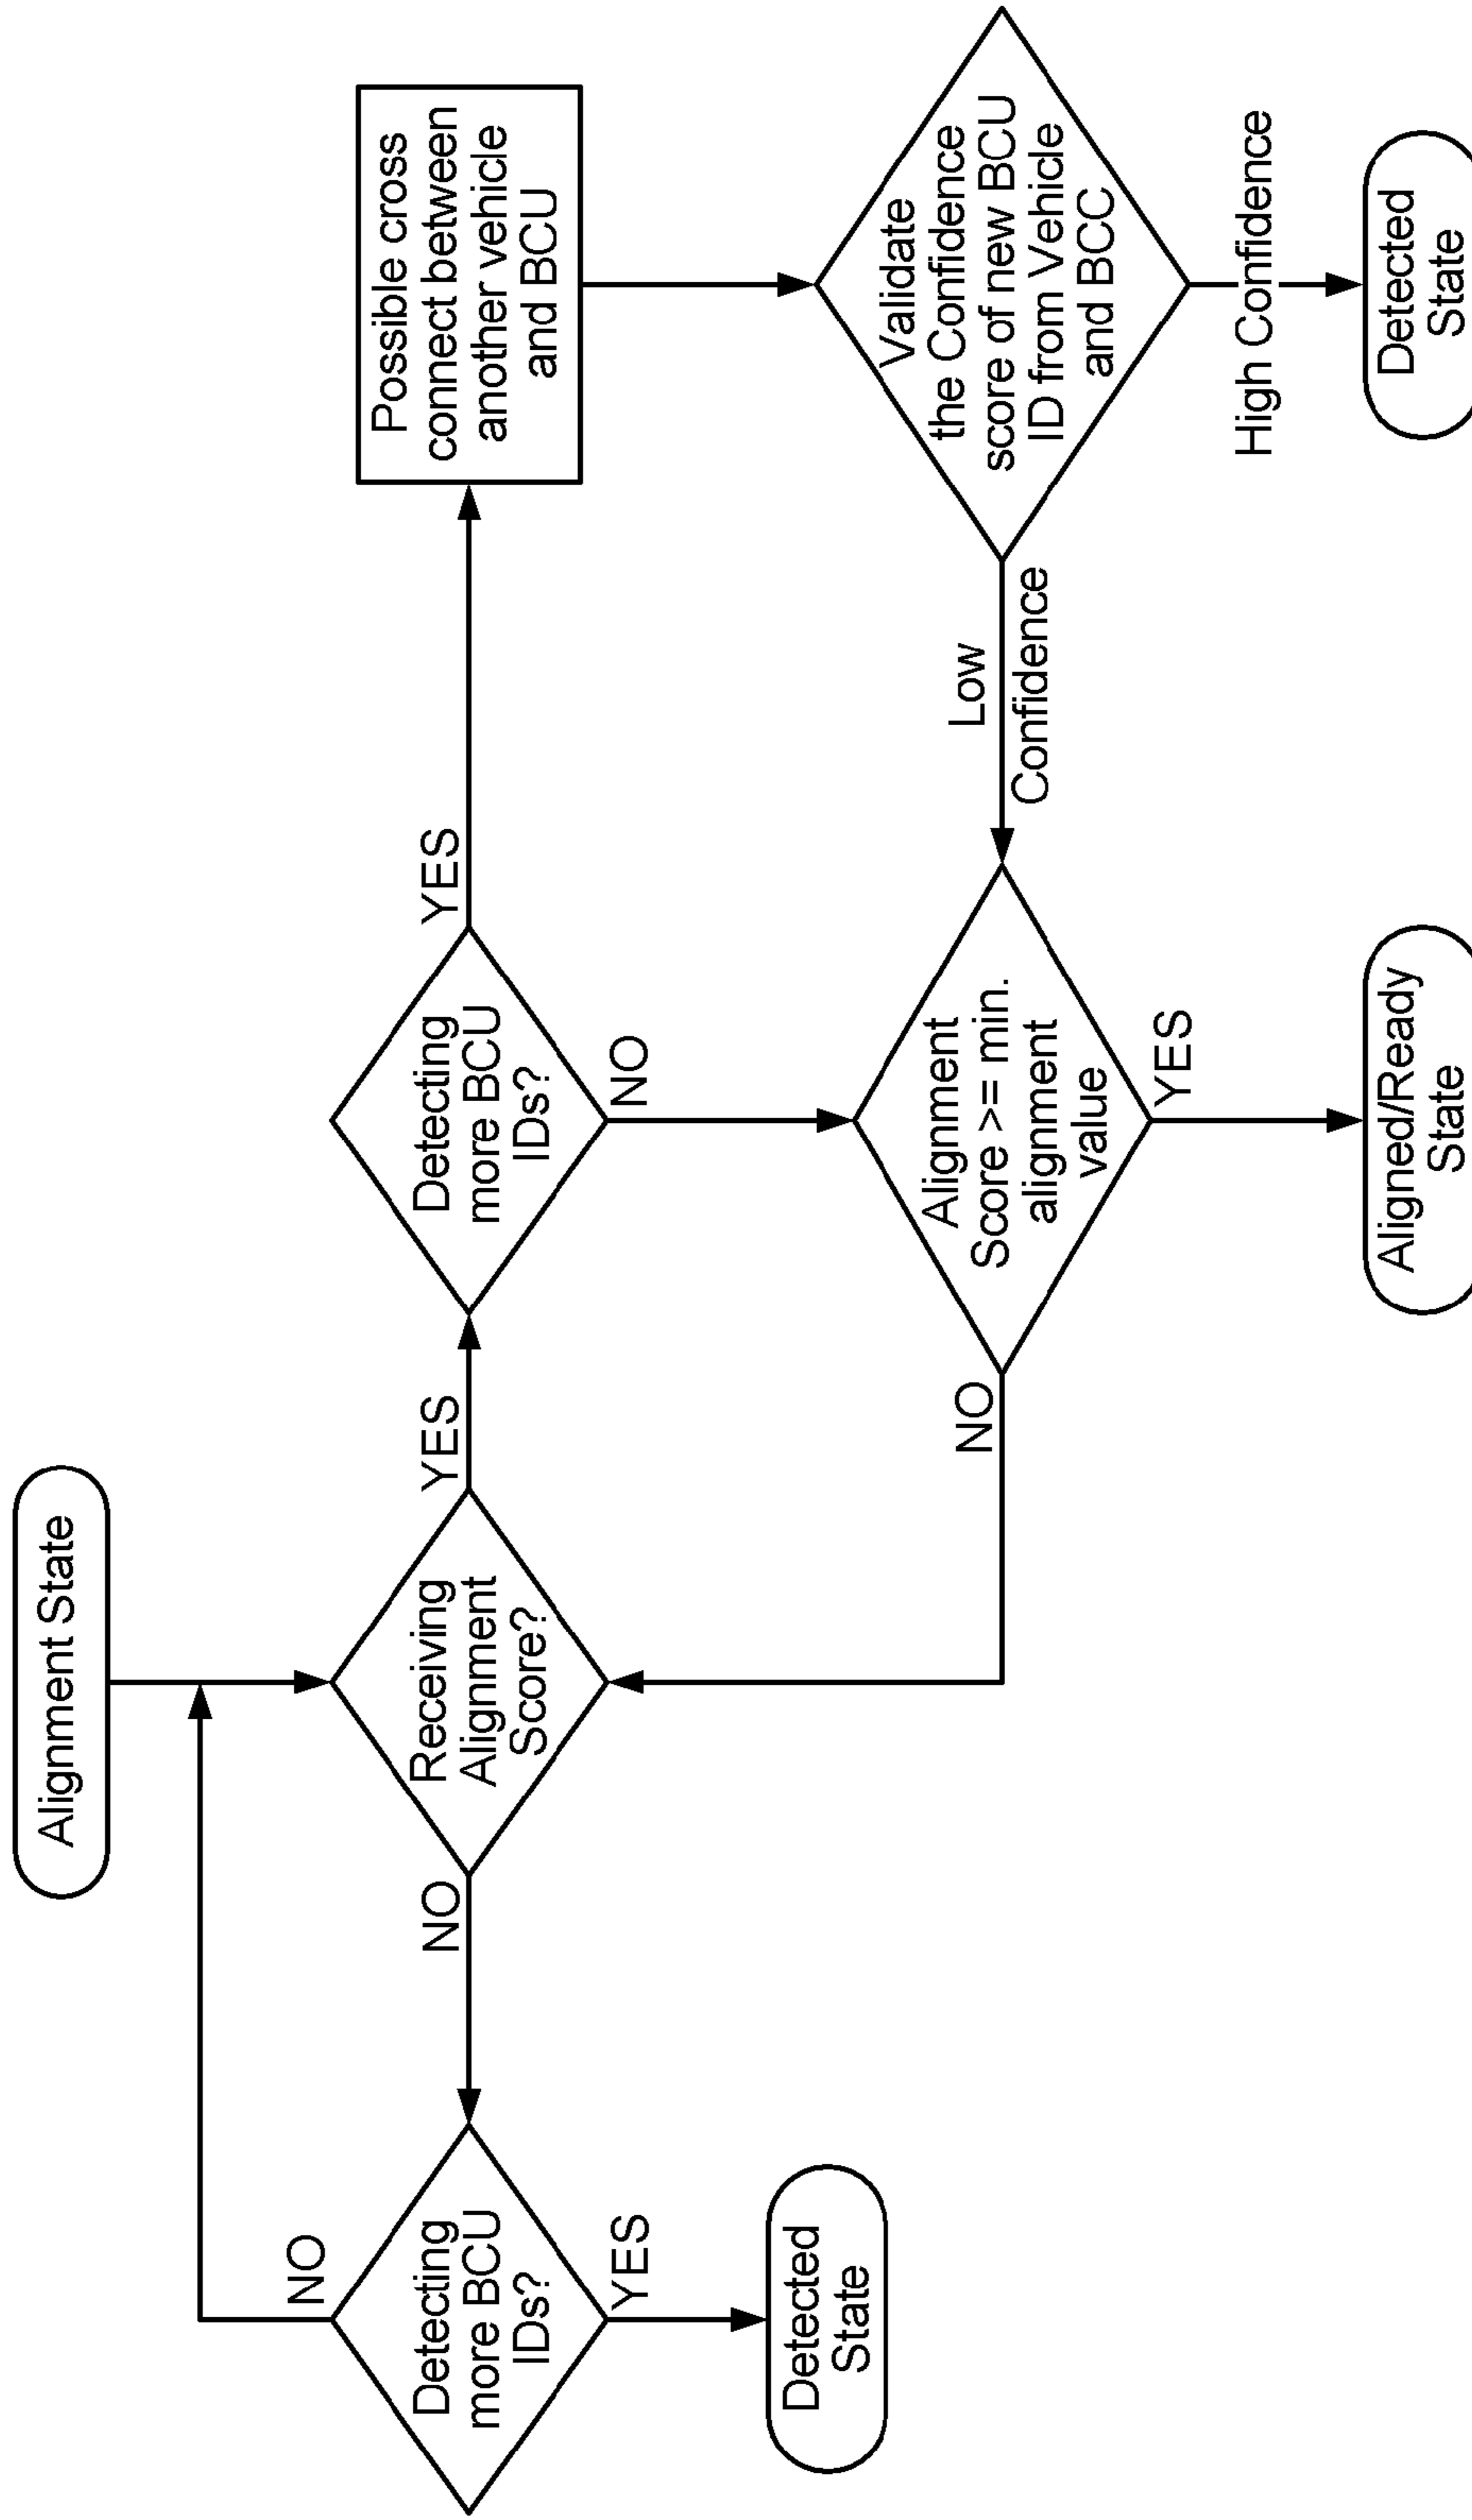 Alignment State
NO
Detecting
more BCU
IDs?
YES
Detected
State
NO
Receiving
Alignment
Score?
YES
Detecting
more BCU
IDs?
YES
NO
Possible cross
connect between
another vehicle
and BCU
Validate
the Confidence
score of new BCU
ID from Vehicle
and BCC
Low
Confidence
High Confidence
Detected
State
Alignment
Score >= min.
alignment
value
NO
YES
Aligned/Ready
State